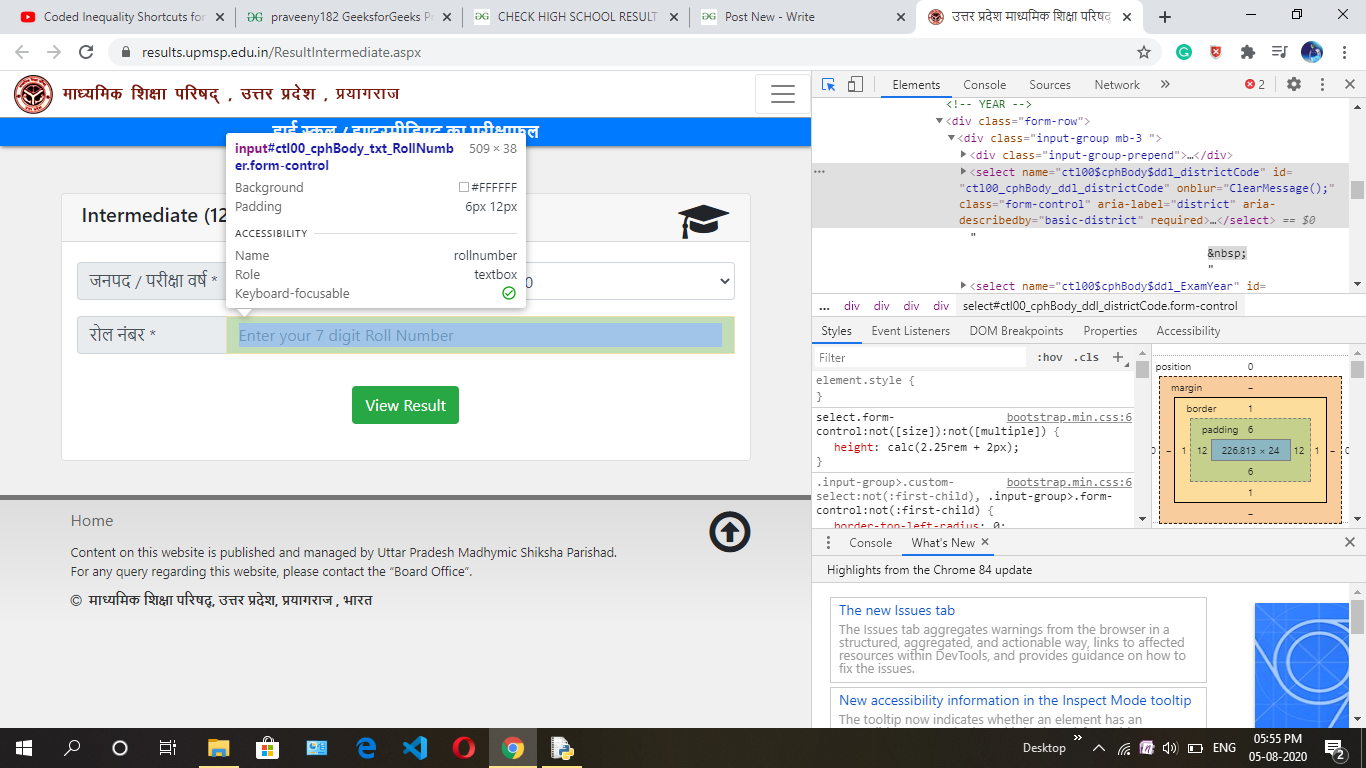 Coded Inequality Shortcuts for
praveeny182 GeeksforGeeks P
CHECK HIGH SCHOOL RESULT
Post New - Write
उत्तर प्रदेश माध्यमिक शिक्षा परिषद्
results.upmsp.edu.in/ResultIntermediate.aspx
माध्यमिक शिक्षा परिषद् , उत्तर प्रदेश , प्रयागराज
हाई स्कूल / इण्टरमीडिएट का परीक्षाफल
input#ctl00_cphBody_txt_RollNumb
er.form-control
509 × 38
Background #FFFFFF
Padding 6px 12px
ACCESSIBILITY
Name rollnumber
Role textbox
Keyboard-focusable
Intermediate (12
जनपद / परीक्षा वर्ष *
0
रोल नंबर *
Enter your 7 digit Roll Number
View Result
Home
Content on this website is published and managed by Uttar Pradesh Madhymic Shiksha Parishad.
For any query regarding this website, please contact the “Board Office”.
© माध्यमिक शिक्षा परिषद्, उत्तर प्रदेश, प्रयागराज , भारत
Elements Console Sources Network » 2
<!-- YEAR -->
<div class="form-row">
<div class="input-group mb-3 ">
<div class="input-group-prepend">…</div>
… <select name="ctl00$cphBody$ddl_districtCode" id=
"ctl00_cphBody_ddl_districtCode" onblur="ClearMessage();"
class="form-control" aria-label="district" aria-
describedby="basic-district" required>…</select> == $0
"
&nbsp;
"
<select name="ctl00$cphBody$ddl_ExamYear" id=
... div div div div select#ctl00_cphBody_ddl_districtCode.form-control
Styles Event Listeners DOM Breakpoints Properties Accessibility
Filter :hov .cls +
element.style {
}
select.form- bootstrap.min.css:6
control:not([size]):not([multiple]) {
height: calc(2.25rem + 2px);
}
.input-group>.custom- bootstrap.min.css:6
select:not(:first-child), .input-group>.form-
control:not(:first-child) {
border-top-left-radius: 0;
position 0
margin –
border 1
padding 6
0 – 1 12 226.813 × 24 12 1 – 0
6
1
–
Console What's New ×
Highlights from the Chrome 84 update
The new Issues tab
The Issues tab aggregates warnings from the browser in a
structured, aggregated, and actionable way, links to affected
resources within DevTools, and provides guidance on how to
fix the issues.
New accessibility information in the Inspect Mode tooltip
The tooltip now indicates whether an element has an
Desktop » ENG
05:55 PM
05-08-2020
2